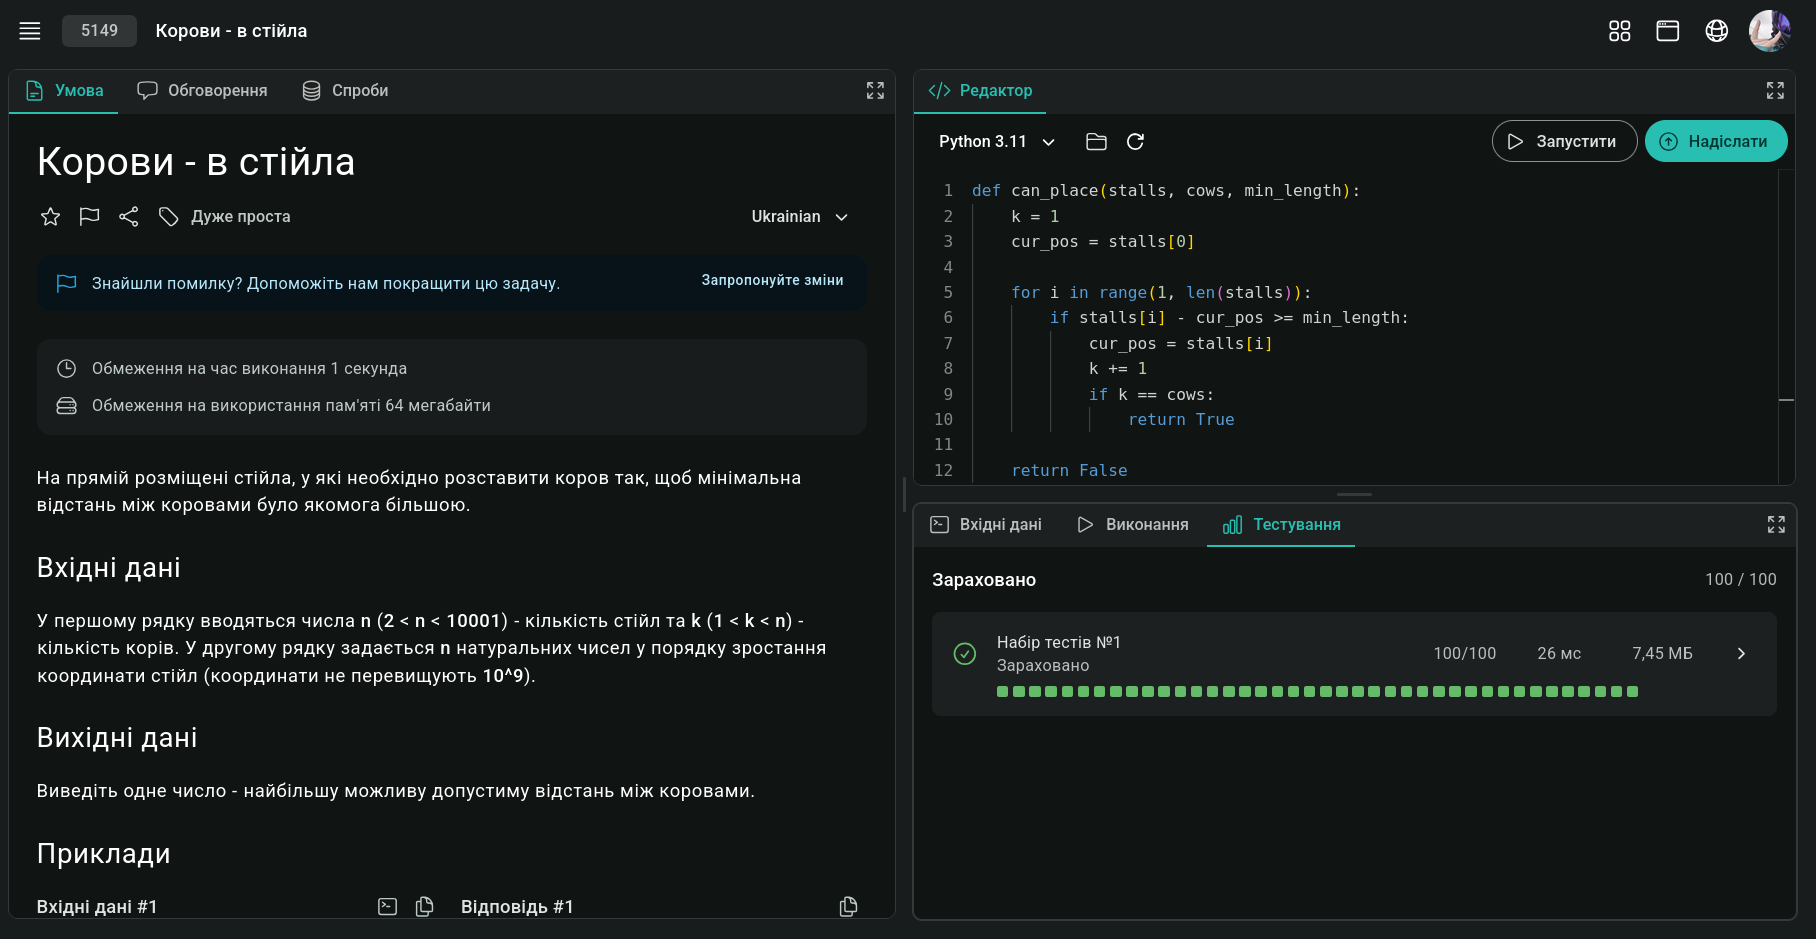 5149
Корови - в стійла
Умова
Обговорення
Спроби
Корови - в стійла
Дуже проста
Ukrainian
Знайшли помилку? Допоможіть нам покращити цю задачу.
Запропонуйте зміни
Обмеження на час виконання 1 секунда
Обмеження на використання пам'яті 64 мегабайти
На прямій розміщені стійла, у які необхідно розставити коров так, щоб мінімальна
відстань між коровами було якомога більшою.
Вхідні дані
У першому рядку вводяться числа n (2 < n < 10001) - кількість стійл та k (1 < k < n) -
кількість корів. У другому рядку задається n натуральних чисел у порядку зростання
координати стійл (координати не перевищують 10^9).
Вихідні дані
Виведіть одне число - найбільшу можливу допустиму відстань між коровами.
Приклади
Вхідні дані #1
Відповідь #1
Редактор
Python 3.11
Запустити
Надіслати
1 def can_place(stalls, cows, min_length):
2     k = 1
3     cur_pos = stalls[0]
4
5     for i in range(1, len(stalls)):
6         if stalls[i] - cur_pos >= min_length:
7             cur_pos = stalls[i]
8             k += 1
9             if k == cows:
10                 return True
11
12     return False
Вхідні дані
Виконання
Тестування
Зараховано
100 / 100
Набір тестів №1
Зараховано
100/100
26 мс
7,45 МБ